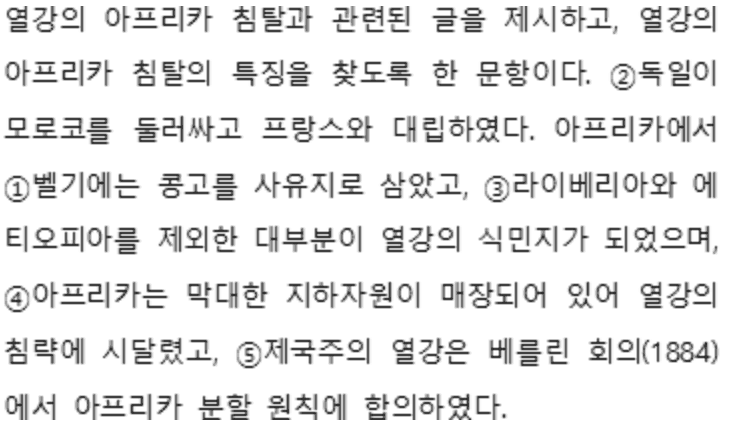 열강의 아프리카 침탈과 관련된 글을 제시하고, 열강의
아프리카 침탈의 특징을 찾도록 한 문항이다. ②독일이
모로코를 둘러싸고 프랑스와 대립하였다. 아프리카에서
①벨기에는 콩고를 사유지로 삼았고, ③라이베리아와 에
티오피아를 제외한 대부분이 열강의 식민지가 되었으며,
④아프리카는 막대한 지하자원이 매장되어 있어 열강의
침략에 시달렸고, ⑤제국주의 열강은 베를린 회의(1884)
에서 아프리카 분할 원칙에 합의하였다.